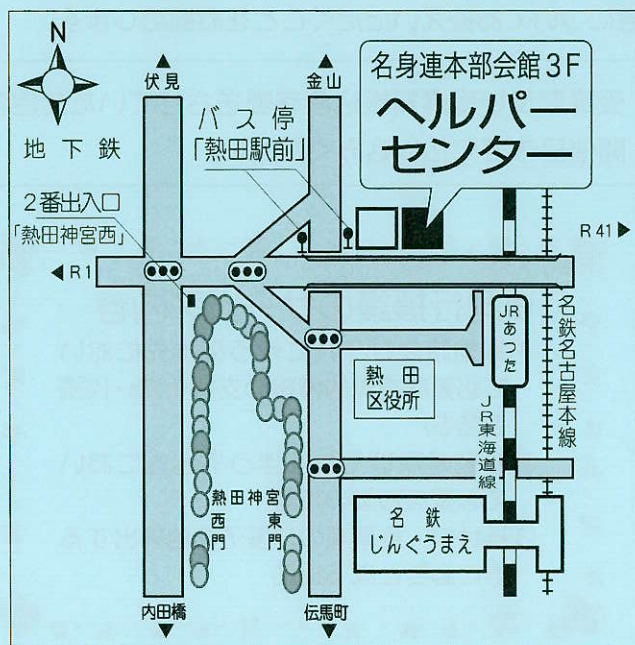 N
伏見
金山
名身連本部会館3F
ヘルパー
センター
地下鉄
バス停
「熱田駅前」
2番出入口
「熱田神宮西」
R1
R41
JRあつた
名鉄名古屋本線
熱田
区役所
JR東海道線
熱田神宮
西門
東門
名鉄
じんぐうまえ
内田橋
伝馬町